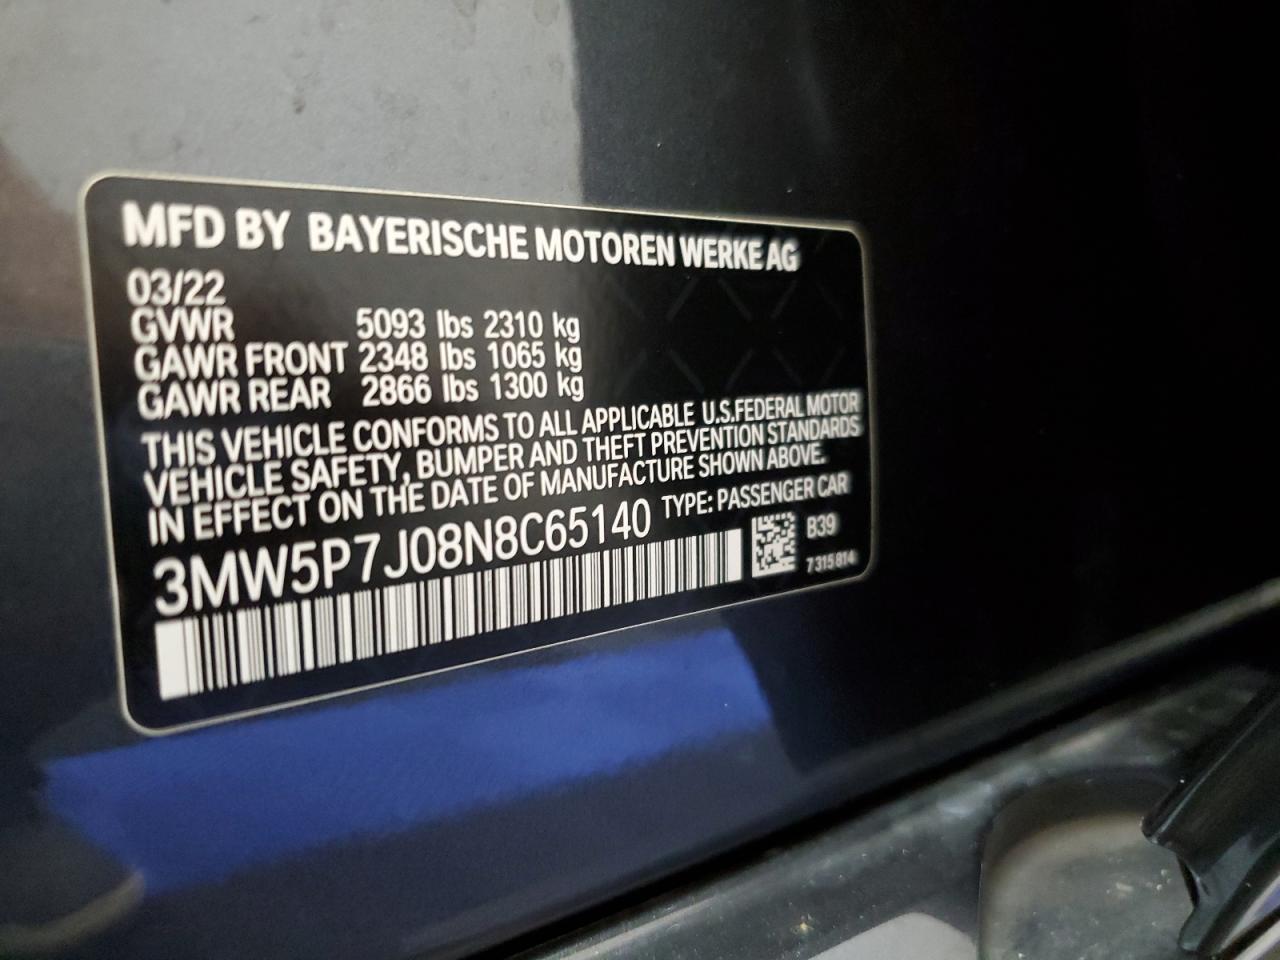 MFD BY BAYERISCHE MOTOREN WERKE AG
03/22
GVWR 5093 lbs 2310 kg
GAWR FRONT 2348 lbs 1065 kg
GAWR REAR 2866 lbs 1300 kg
THIS VEHICLE CONFORMS TO ALL APPLICABLE U.S.FEDERAL MOTOR
VEHICLE SAFETY, BUMPER AND THEFT PREVENTION STANDARDS
IN EFFECT ON THE DATE OF MANUFACTURE SHOWN ABOVE.
3MW5P7J08N8C65140 TYPE: PASSENGER CAR
B39
7 315 814